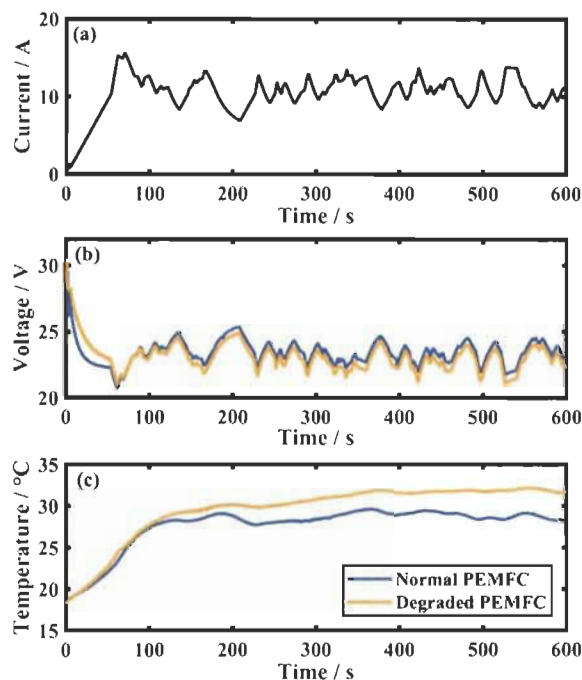 (a)
Current / A
20
10
0
0 100 200 300 400 500 600
Time / s
(b)
Voltage / V
30
25
20
0 100 200 300 400 500 600
Time / s
(c)
Temperature / °C
35
30
25
20
15
0 100 200 300 400 500 600
Time / s
Normal PEMFC
Degraded PEMFC